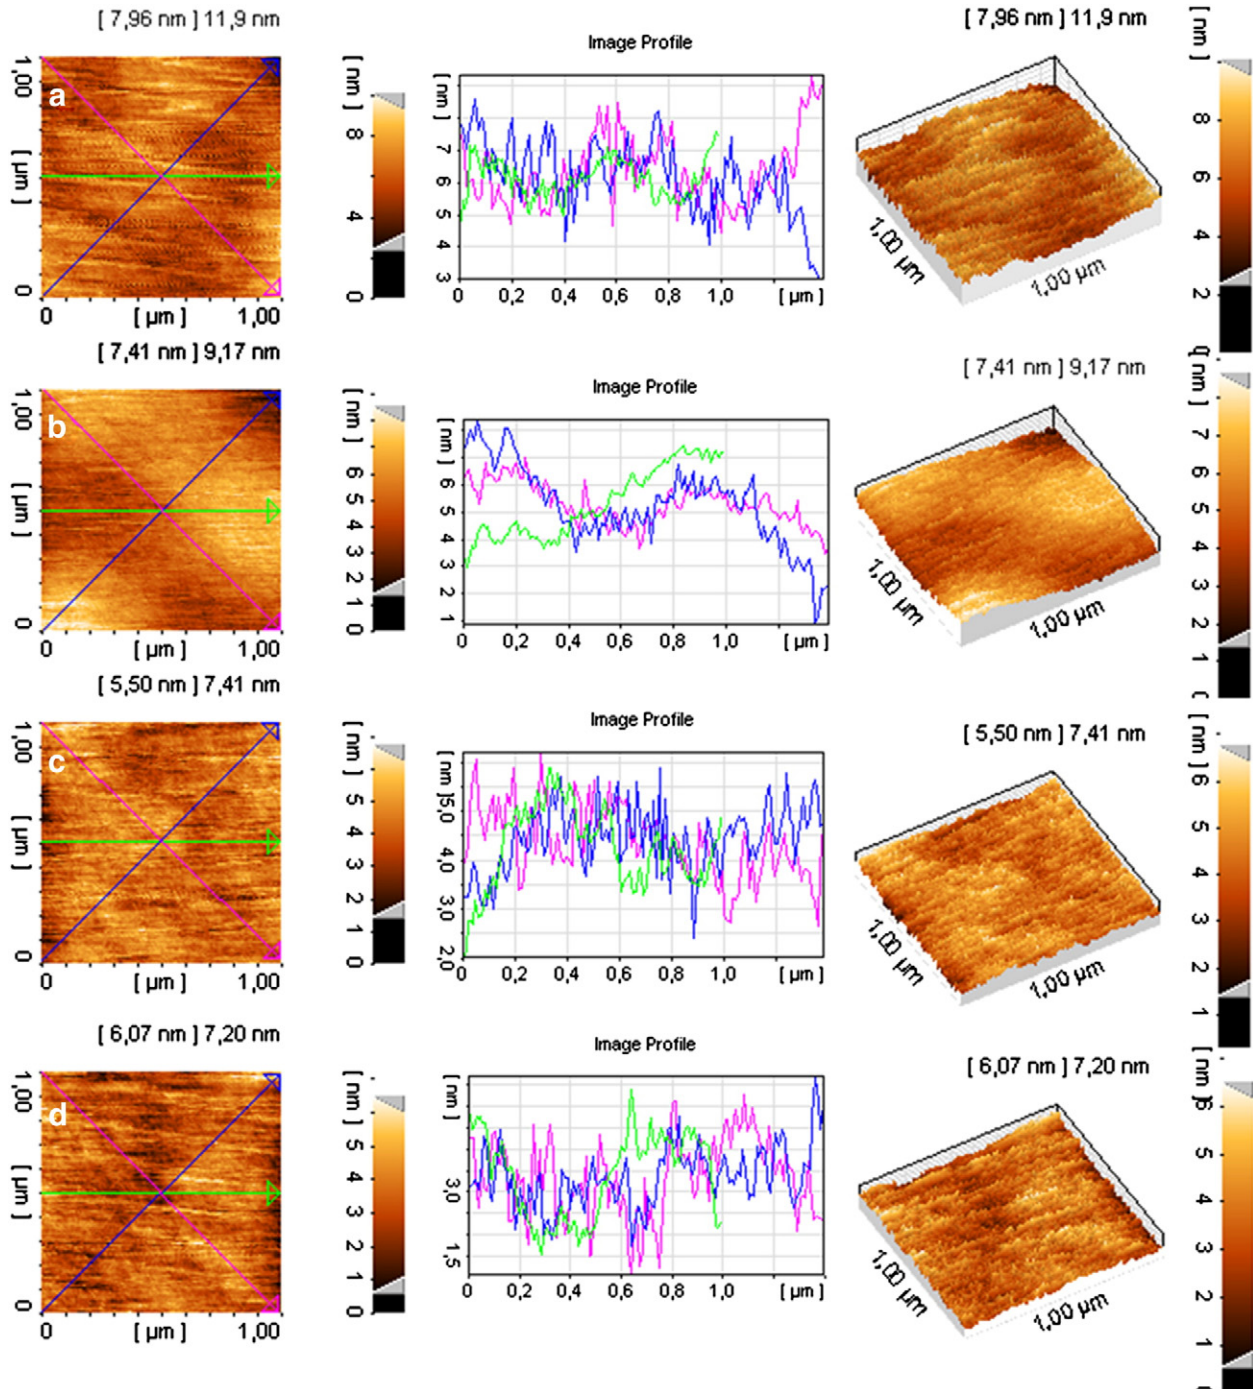 [ 7,96 nm ] 11,9 nm
a
1,00
[ µm ]
0
0 [ µm ] 1,00
[ nm ]
8
4
0
Image Profile
[ nm ]
7
6
5
4
3
0 0,2 0,4 0,6 0,8 1,0 [ µm ]
[ 7,96 nm ] 11,9 nm
1,00 µm
1,00 µm
[ nm ]
8
6
4
2
0
[ 7,41 nm ] 9,17 nm
b
1,00
[ µm ]
0
0 [ µm ] 1,00
[ nm ]
6
5
4
3
2
1
0
Image Profile
[ nm ]
6
5
4
3
2
1
0 0,2 0,4 0,6 0,8 1,0 [ µm ]
[ 7,41 nm ] 9,17 nm
1,00 µm
1,00 µm
[ nm ]
7
6
5
4
3
2
1
[ 5,50 nm ] 7,41 nm
c
1,00
[ µm ]
0
0 [ µm ] 1,00
[ nm ]
5
4
3
2
1
0
Image Profile
[ nm ]
5,0
4,0
3,0
2,0
0 0,2 0,4 0,6 0,8 1,0 [ µm ]
[ 5,50 nm ] 7,41 nm
1,00 µm
1,00 µm
[ nm ]
6
5
4
3
2
1
[ 6,07 nm ] 7,20 nm
d
1,00
[ µm ]
0
0 [ µm ] 1,00
[ nm ]
5
4
3
2
1
0
Image Profile
[ nm ]
3,0
1,5
0 0,2 0,4 0,6 0,8 1,0 [ µm ]
[ 6,07 nm ] 7,20 nm
1,00 µm
1,00 µm
[ nm ]
6
5
4
3
2
1